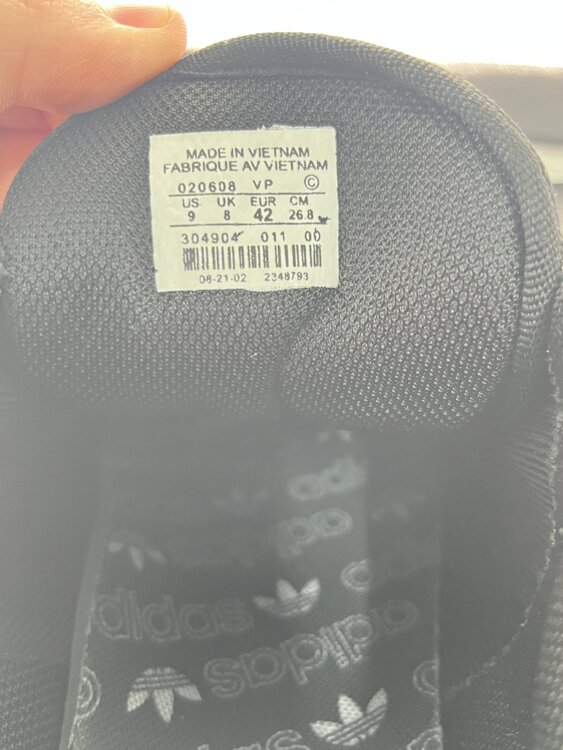 MADE IN VIETNAM
FABRIQUE AV VIETNAM
020608 VP ©
US UK EUR CM
9 8 42 26.8
304904 011 00
08-21-02 2348793
adi
adidas
adidas
adidas
adidas